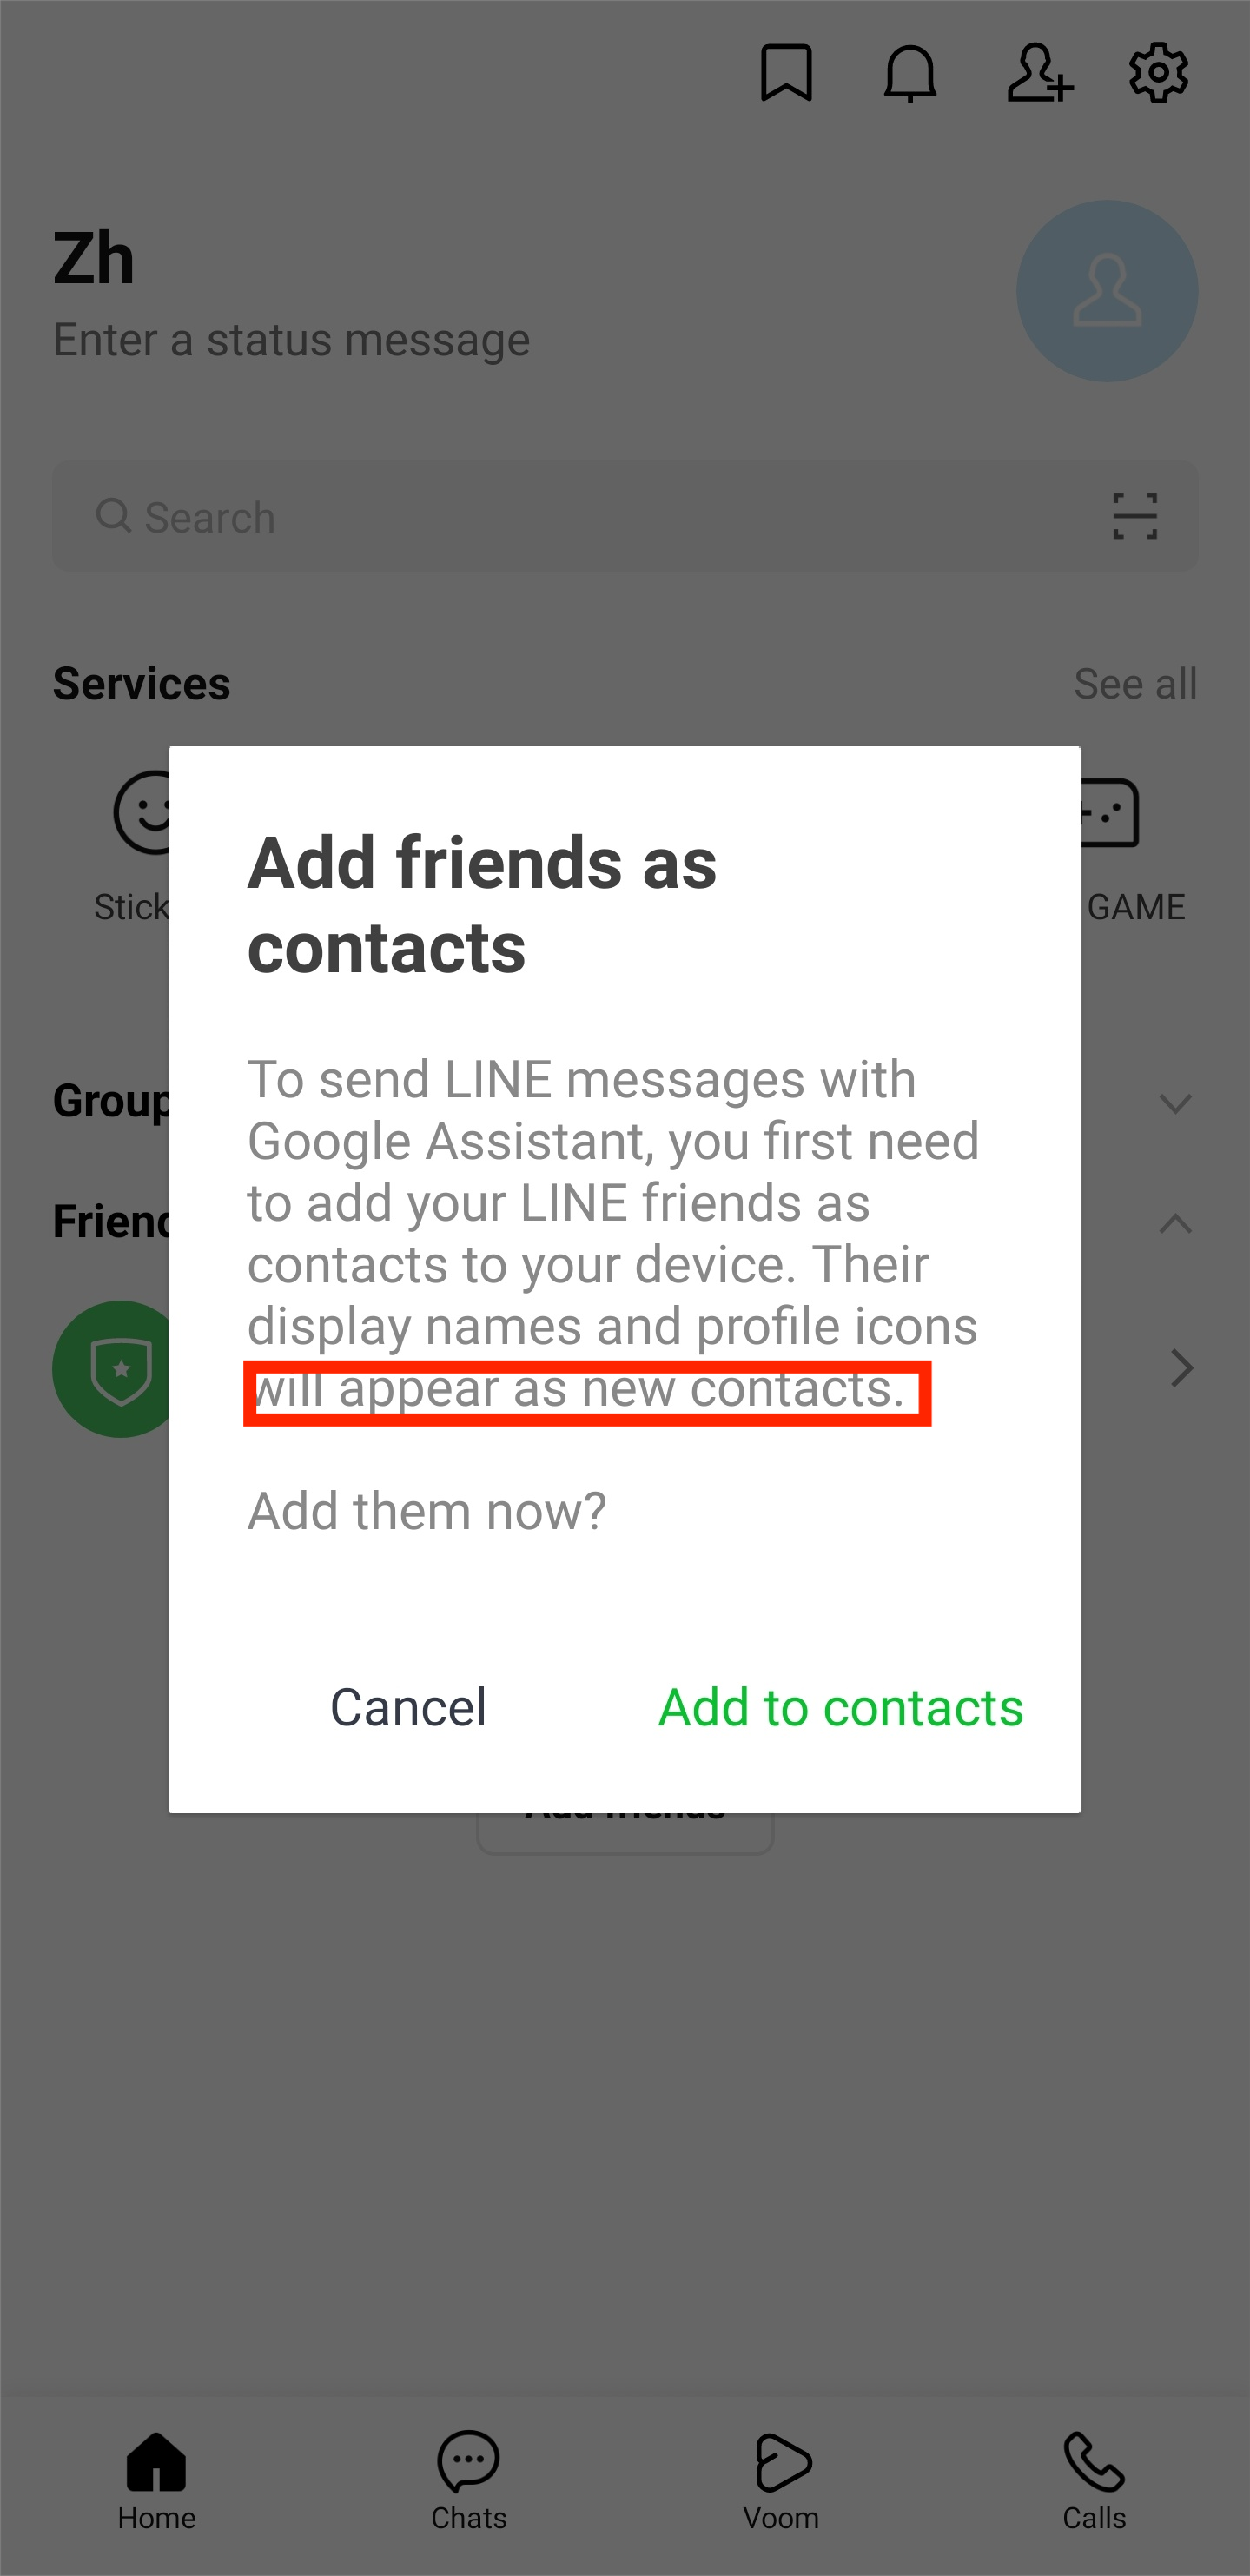 Zh
Enter a status message
Search
Services
See all
Stick
GAME
Add friends as
contacts
To send LINE messages with
Google Assistant, you first need
to add your LINE friends as
contacts to your device. Their
display names and profile icons
will appear as new contacts.
Add them now?
Group
Friend
Cancel
Add to contacts
Add friends
Home
Chats
Voom
Calls